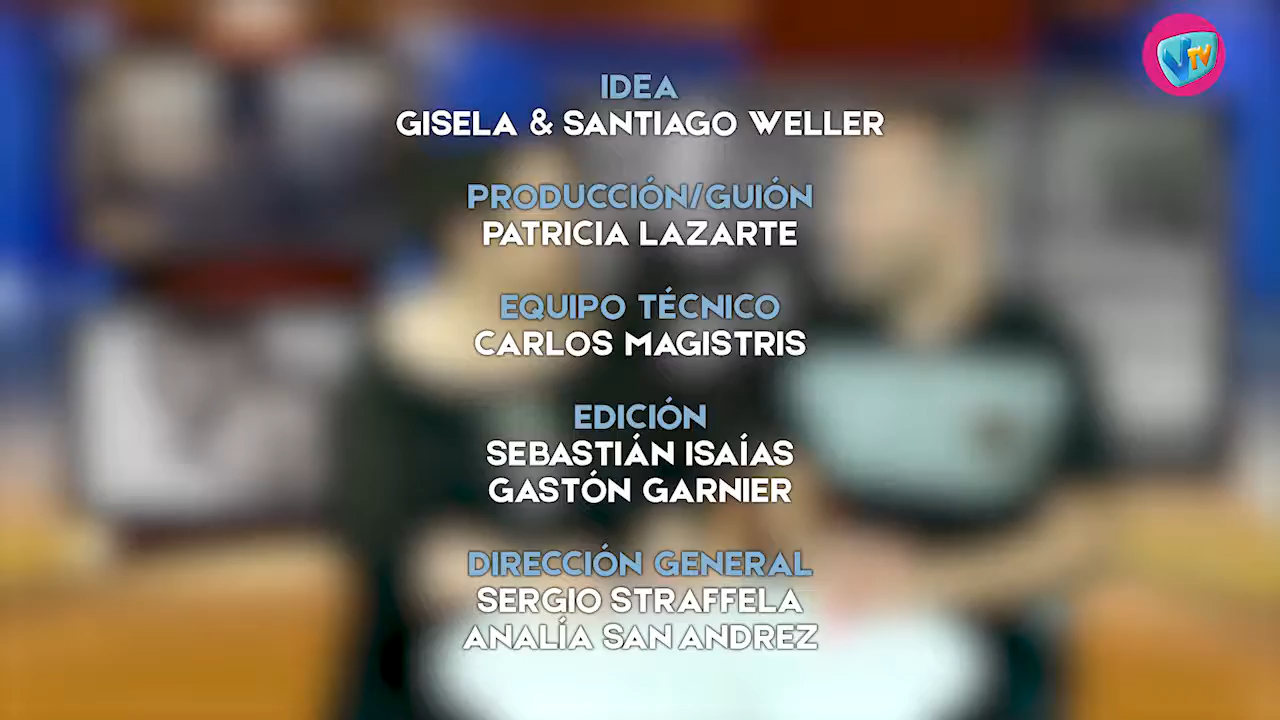 VTV
IDEA
GISELA & SANTIAGO WELLER
PRODUCCIÓN/GUIÓN
PATRICIA LAZARTE
EQUIPO TÉCNICO
CARLOS MAGISTRIS
EDICIÓN
SEBASTIÁN ISAÍAS
GASTÓN GARNIER
DIRECCIÓN GENERAL
SERGIO STRAFFELA
ANALÍA SAN ANDREZ